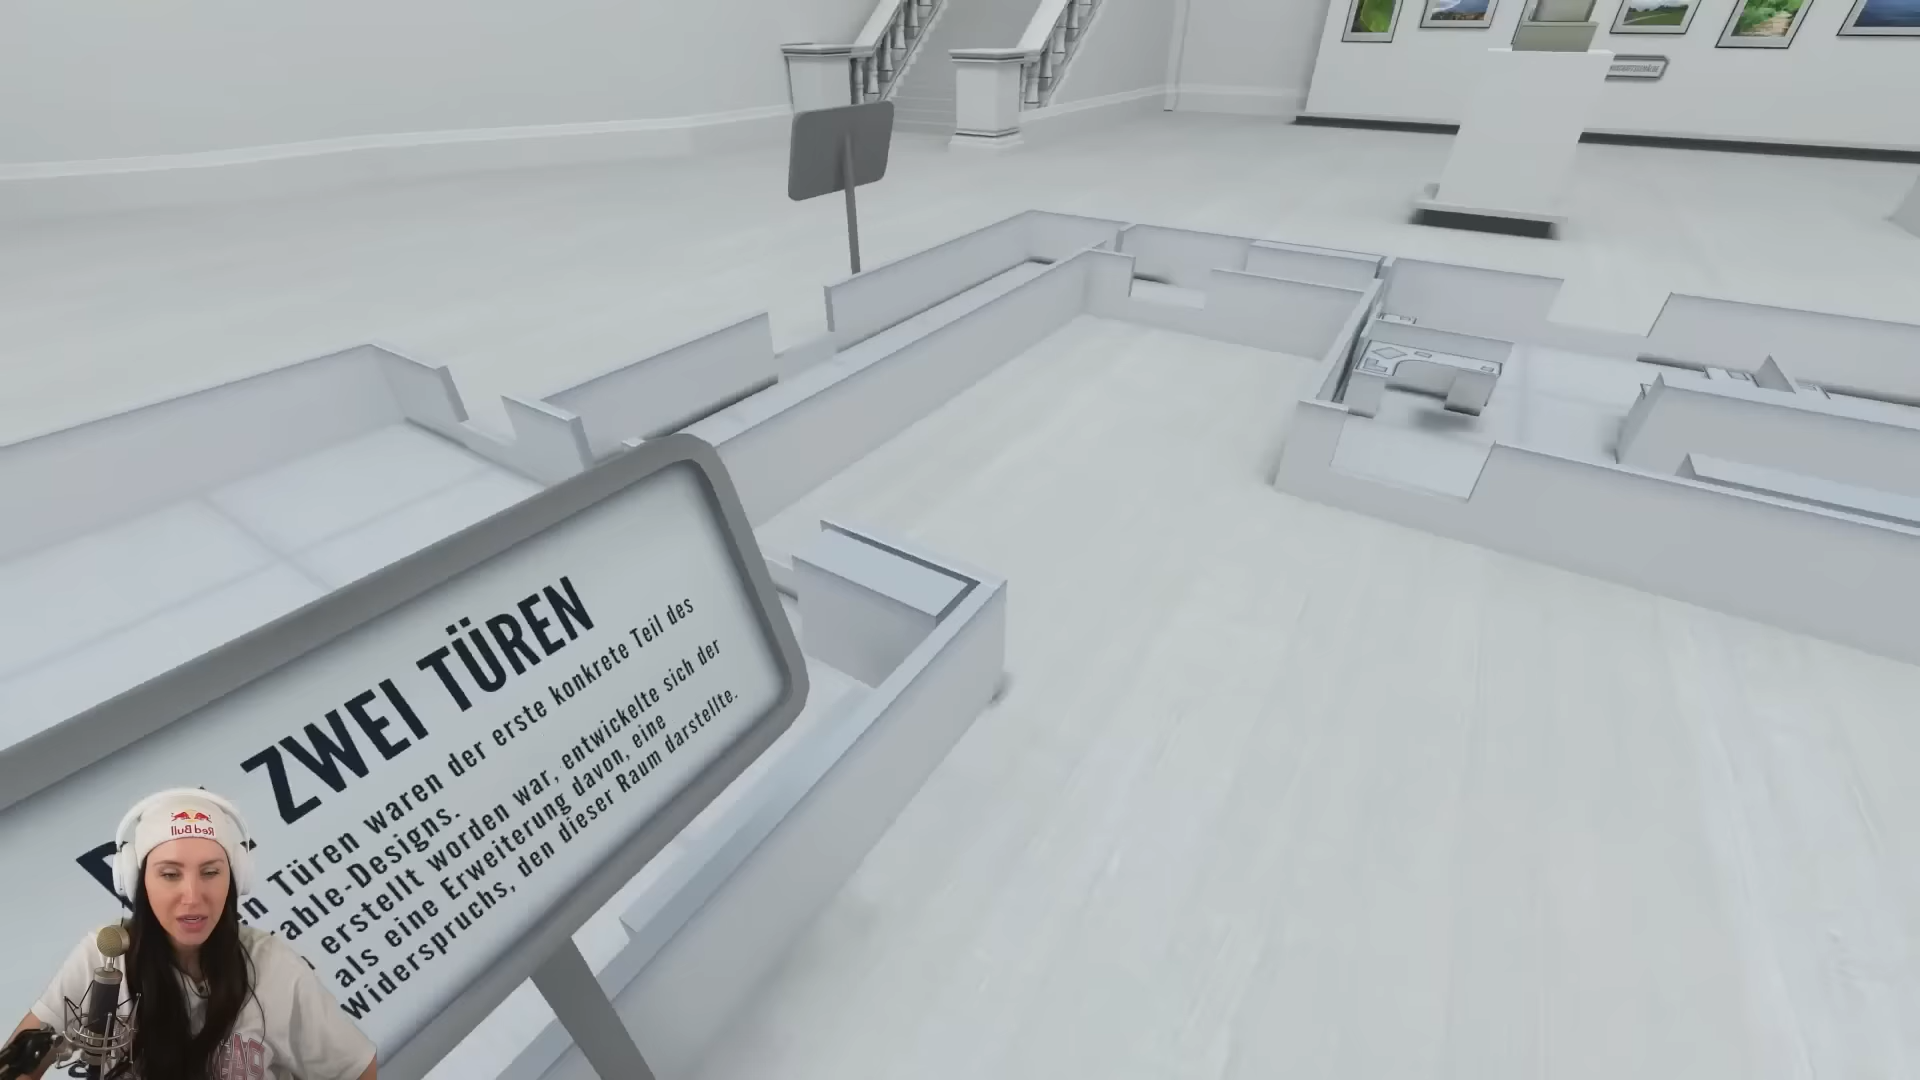 ZWEI TÜREN
Türen waren der erste konkrete Teil des
rable-Designs.
erstellt worden war, entwickelte sich der
als eine Erweiterung davon, eine
Widerspruchs, den dieser Raum darstellte.
Red Bull